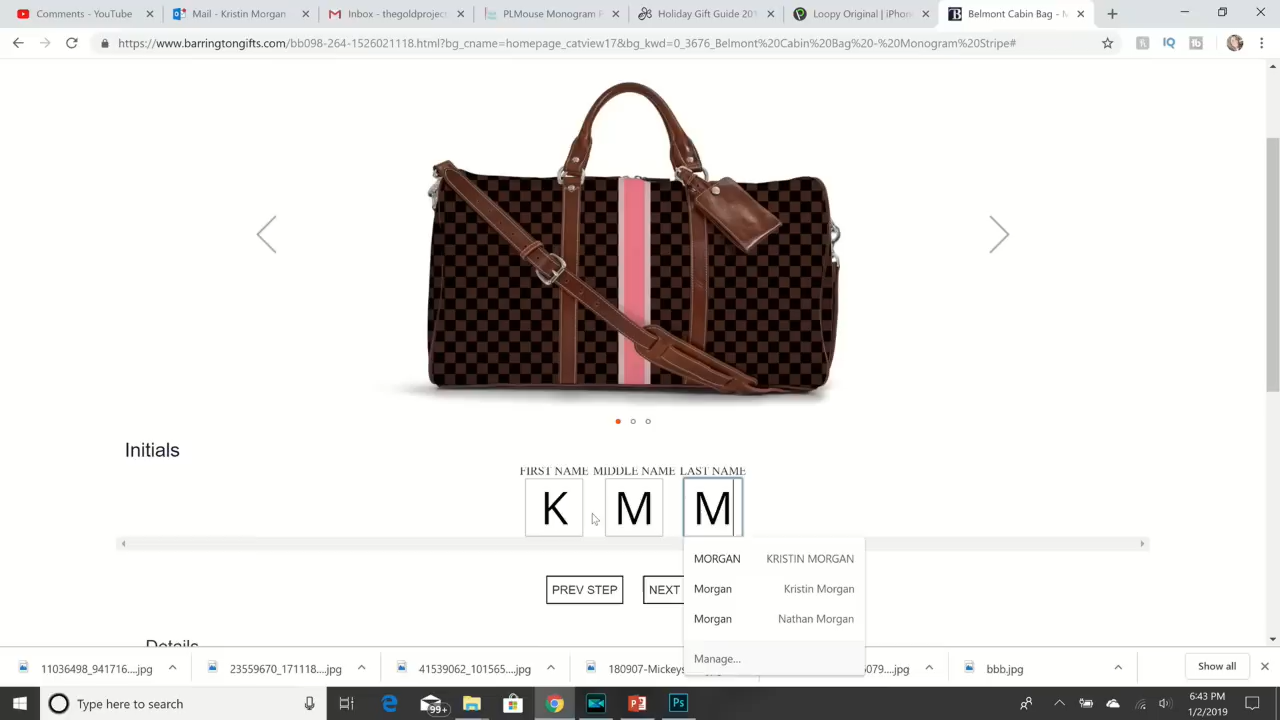 Comments - YouTube
Mail - Kristin Morgan
Inbox - thegoldproject
PLMouse Monogram
Holiday Gift Guide 201
Loopy Original | iPhon
Belmont Cabin Bag -
https://www.barringtongifts.com/bb098-264-1526021118.html?bg_cname=homepage_catview17&bg_kwd=0_3676_Belmont%20Cabin%20Bag%20-%20Monogram%20Stripe#
Initials
FIRST NAME MIDDLE NAME LAST NAME
K M M
MORGAN KRISTIN MORGAN
Morgan Kristin Morgan
Morgan Nathan Morgan
Manage...
PREV STEP NEXT
Details
11036498_941716....jpg
23559670_171118....jpg
41539062_101565....jpg
180907-Mickeys
079....jpg
bbb.jpg
Show all
Type here to search
99+
6:43 PM
1/2/2019